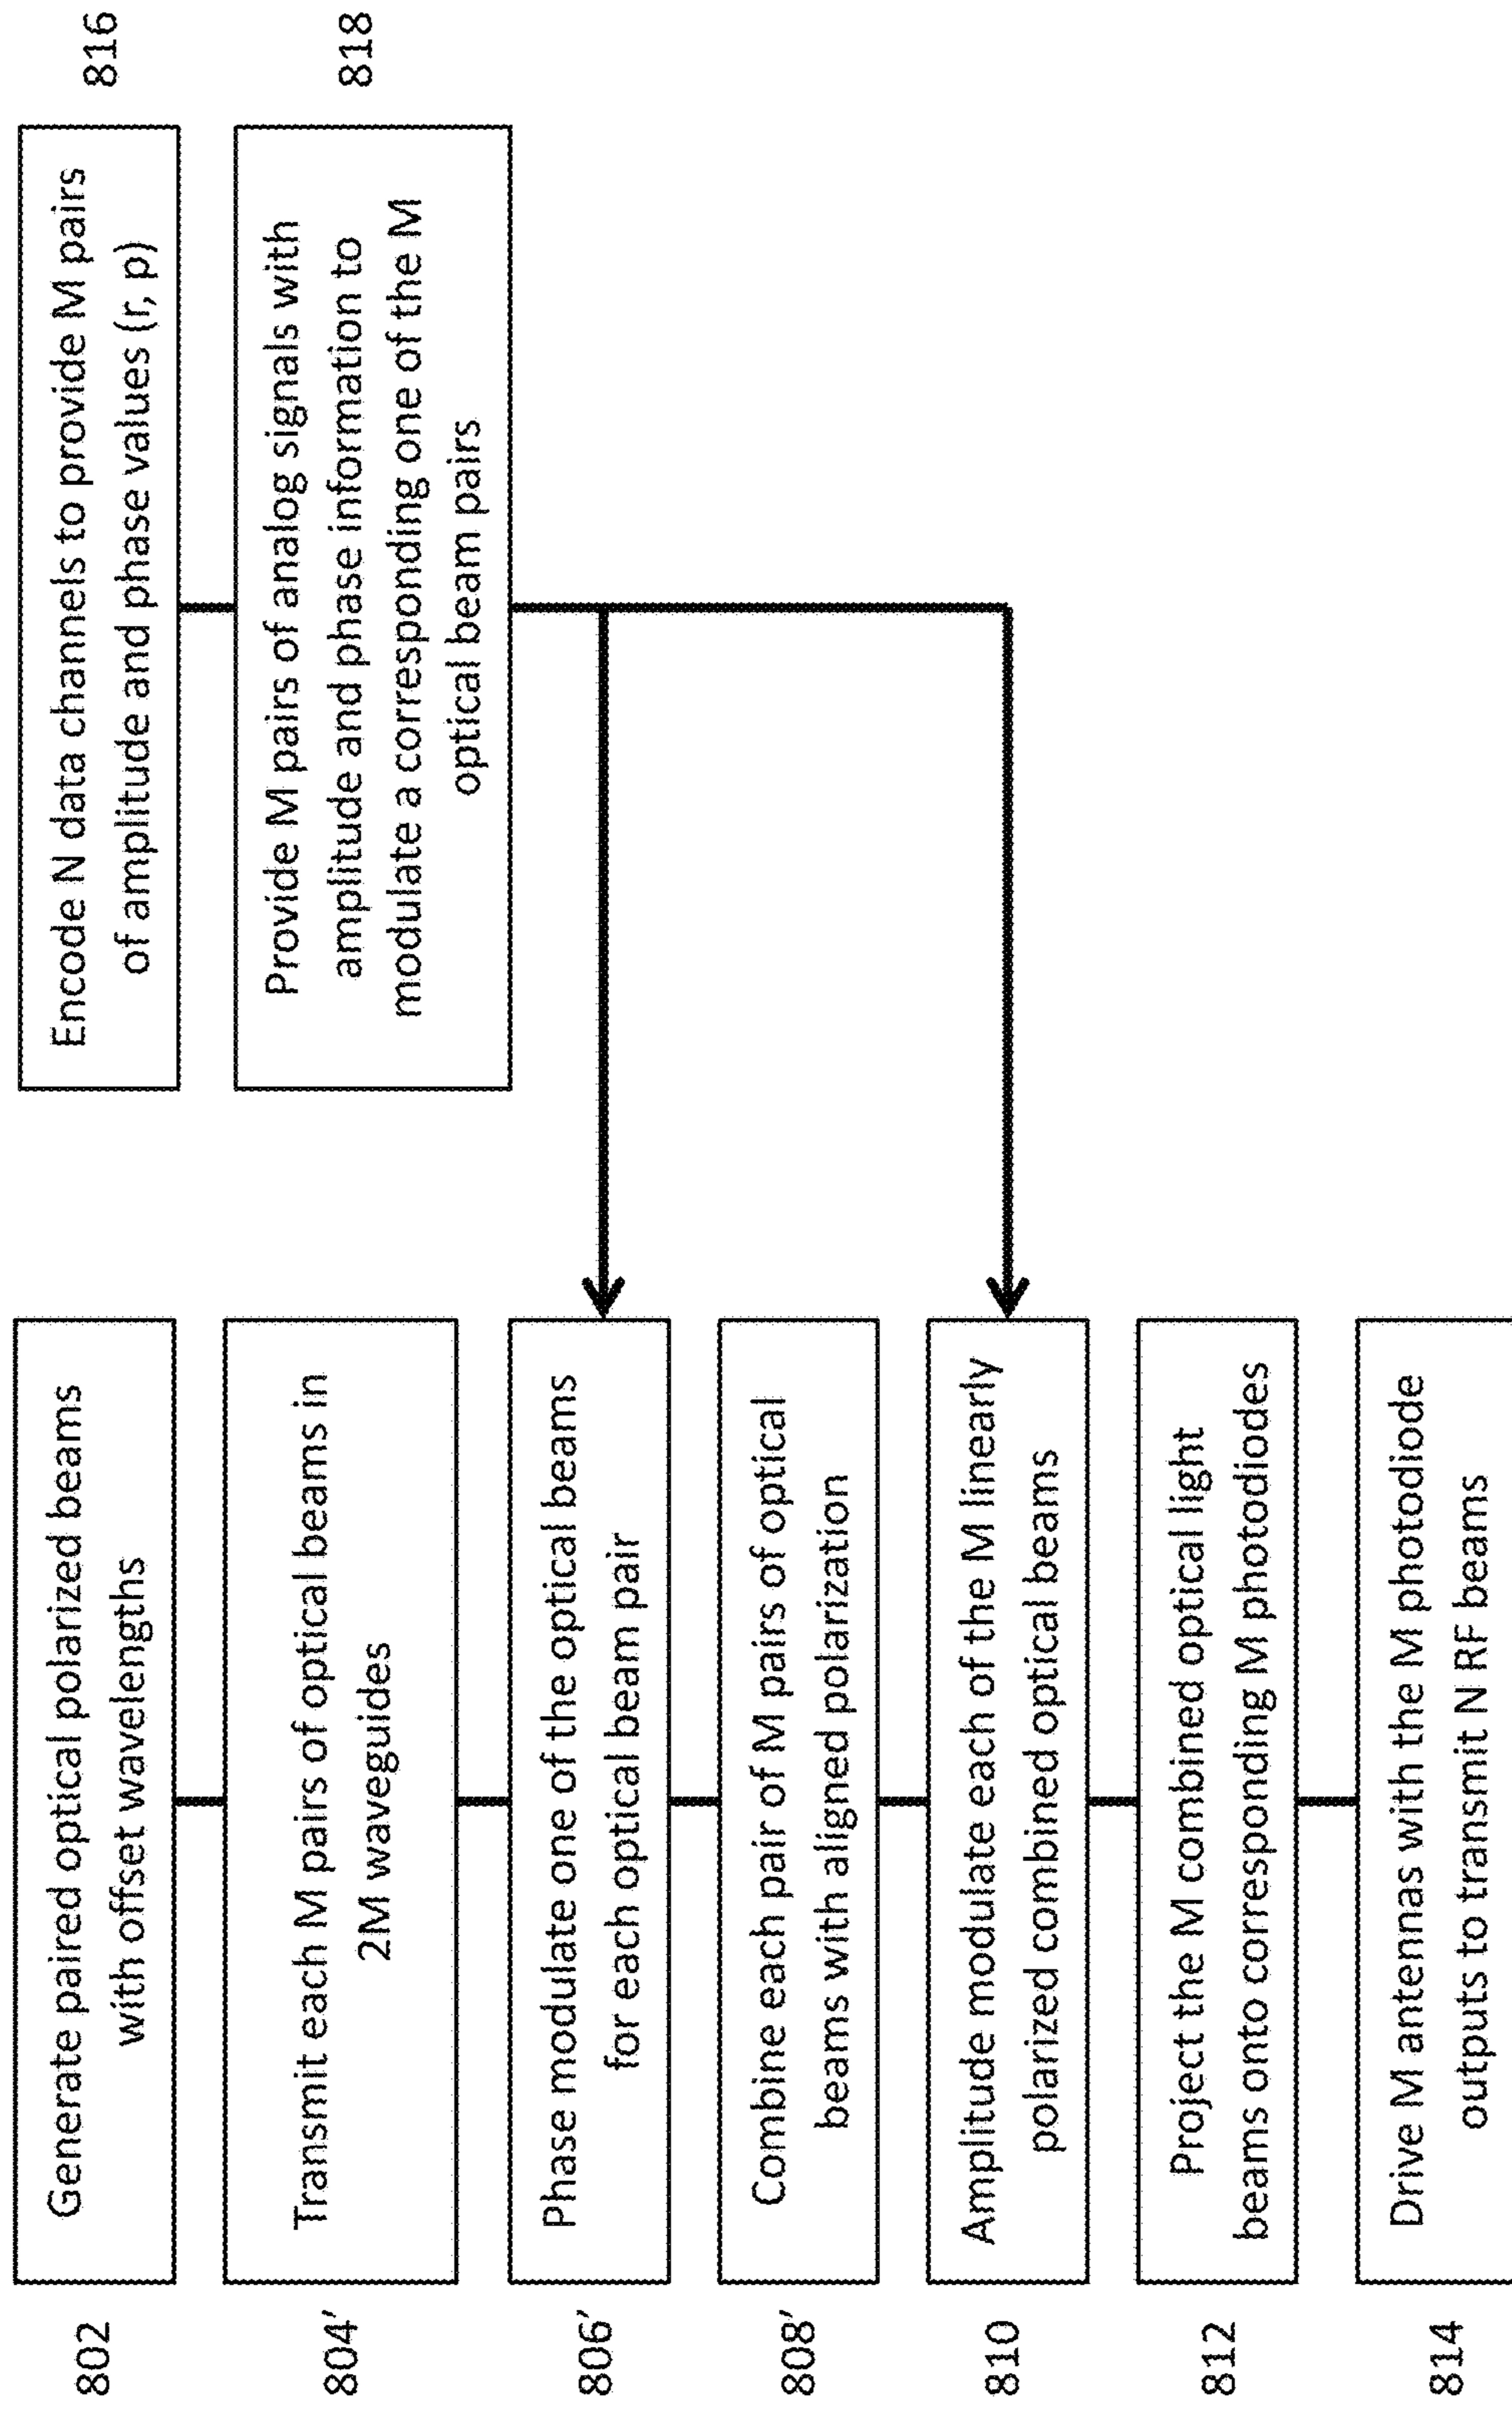 802
Generate paired optical polarized beams
with offset wavelengths
804'
Transmit each M pairs of optical beams in
2M waveguides
806'
Phase modulate one of the optical beams
for each optical beam pair
808'
Combine each pair of M pairs of optical
beams with aligned polarization
810
Amplitude modulate each of the M linearly
polarized combined optical beams
812
Project the M combined optical light
beams onto corresponding M photodiodes
814
Drive M antennas with the M photodiode
outputs to transmit N RF beams
Encode N data channels to provide M pairs
of amplitude and phase values (r, p)
816
Provide M pairs of analog signals with
amplitude and phase information to
modulate a corresponding one of the M
optical beam pairs
818